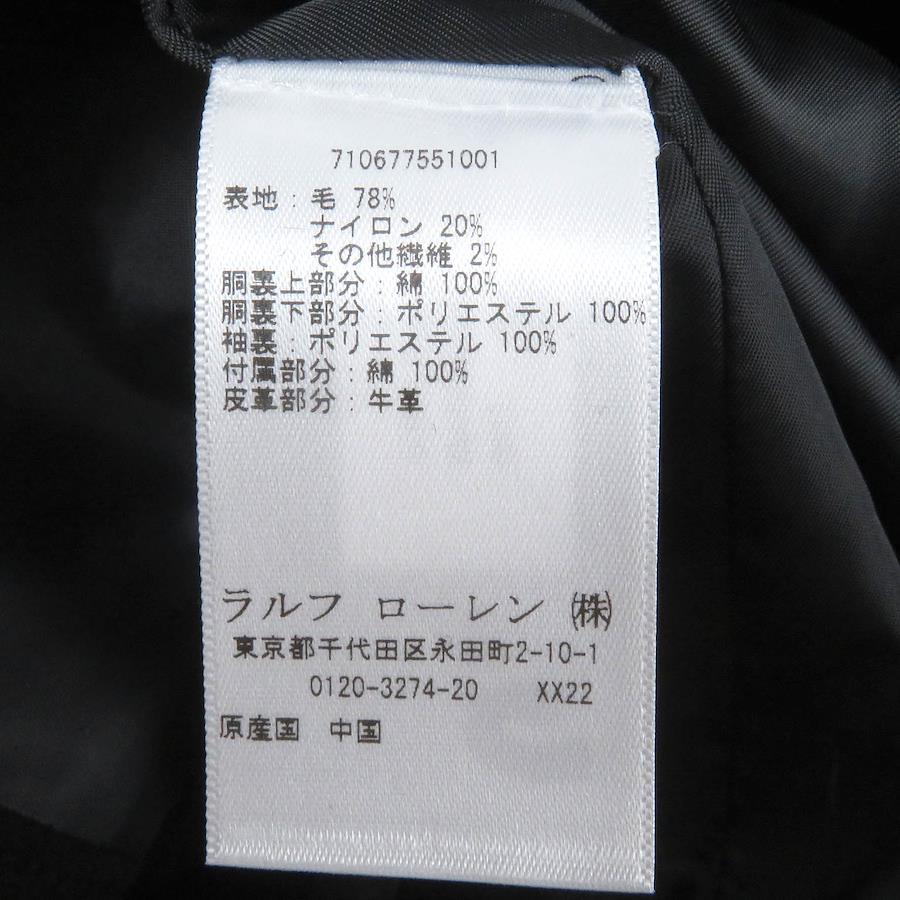 710677551001
表地:毛 78%
ナイロン 20%
その他繊維 2%
胴裏上部分:綿 100%
胴裏下部分:ポリエステル 100%
袖裏:ポリエステル 100%
付属部分:綿 100%
皮革部分:牛革
ラルフ ローレン ㈱
東京都千代田区永田町2-10-1
0120-3274-20 XX22
原産国 中国